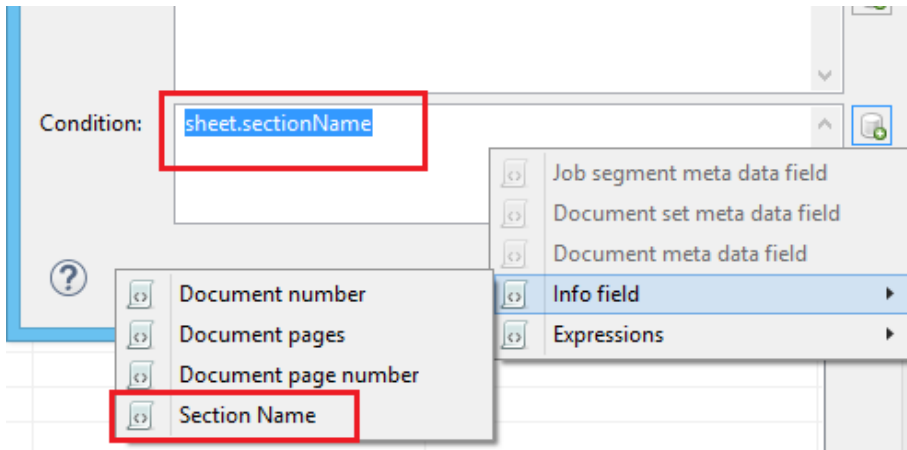 Condition:
sheet.sectionName
Job segment meta data field
Document set meta data field
Document meta data field
Info field
Expressions
?
Document number
Document pages
Document page number
Section Name